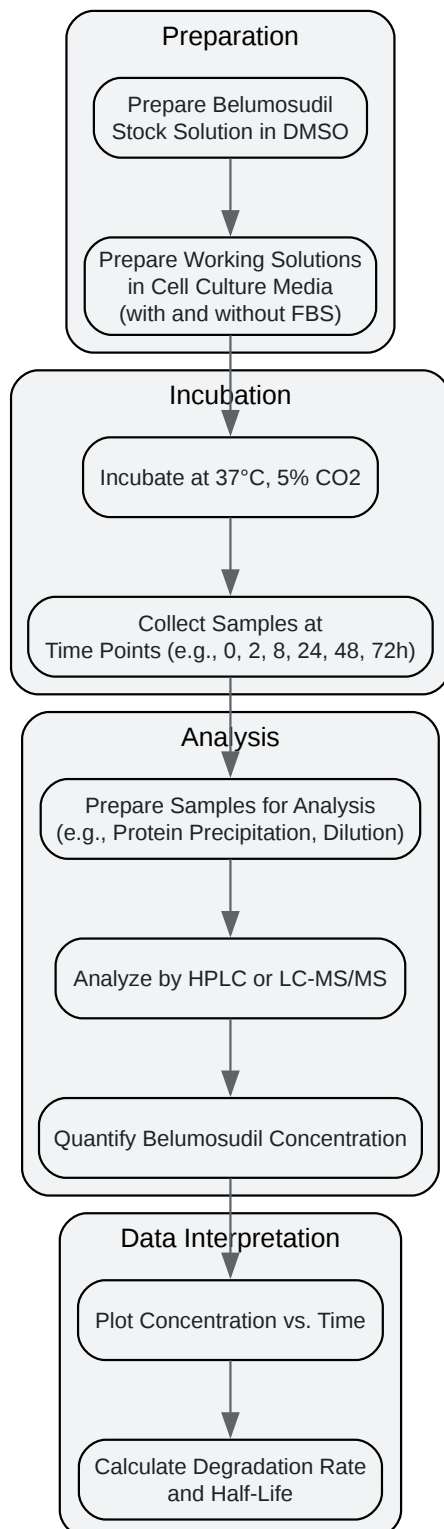 Preparation
Prepare Belumosudil
Stock Solution in DMSO
Prepare Working Solutions
in Cell Culture Media
(with and without FBS)
Incubation
Incubate at 37°C, 5% CO2
Collect Samples at
Time Points (e.g., 0, 2, 8, 24, 48, 72h)
Analysis
Prepare Samples for Analysis
(e.g., Protein Precipitation, Dilution)
Analyze by HPLC or LC-MS/MS
Quantify Belumosudil Concentration
Data Interpretation
Plot Concentration vs. Time
Calculate Degradation Rate
and Half-Life